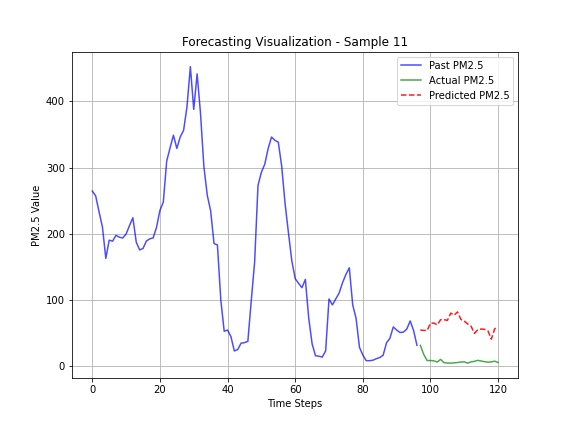 Forecasting Visualization - Sample 11
Past PM2.5
Actual PM2.5
Predicted PM2.5
PM2.5 Value
400
300
200
100
0
0 20 40 60 80 100 120
Time Steps